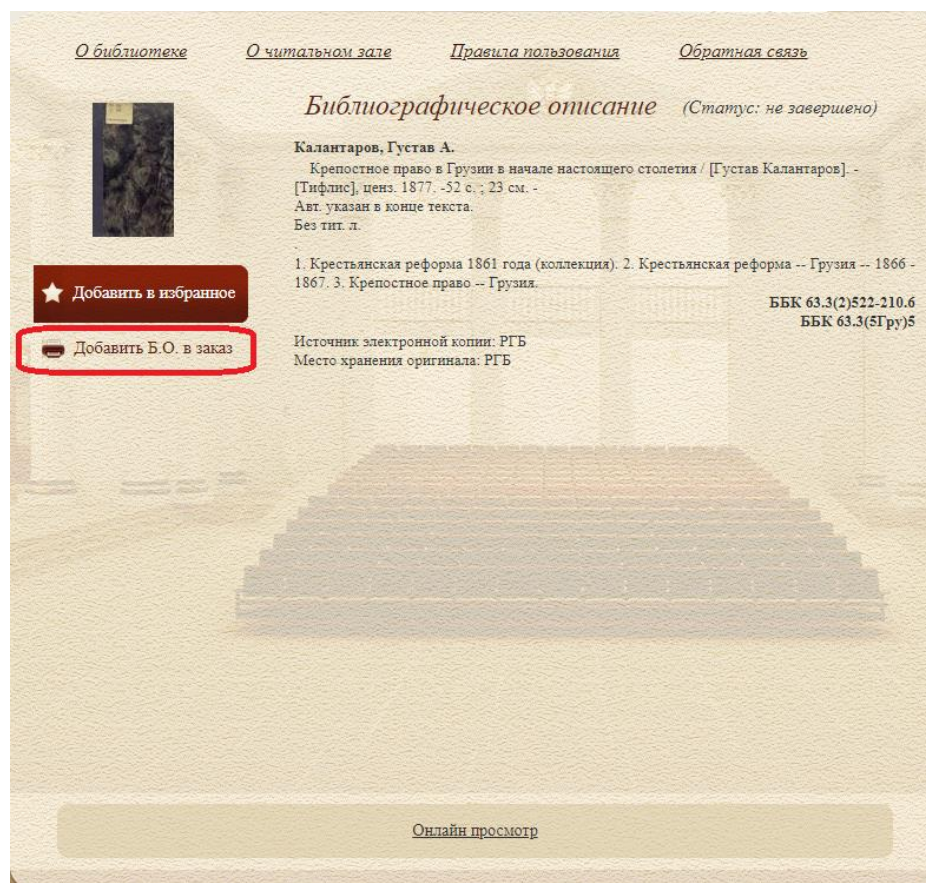 О библиотеке О читальном зале Правила пользования Обратная связь
Библиографическое описание (Статус: не завершено)
Калантаров, Густав А.
Крепостное право в Грузии в начале настоящего столетия / [Густав Калантаров]. -
[Тифлис], ценз. 1877. -52 с. ; 23 см. -
Авт. указан в конце текста.
Без тит. л.
.
1. Крестьянская реформа 1861 года (коллекция). 2. Крестьянская реформа -- Грузия -- 1866 -
1867. 3. Крепостное право -- Грузия.
ББК 63.3(2)522-210.6
ББК 63.3(5Гру)5
Источник электронной копии: РГБ
Место хранения оригинала: РГБ
Добавить в избранное
Добавить Б.О. в заказ
Онлайн просмотр